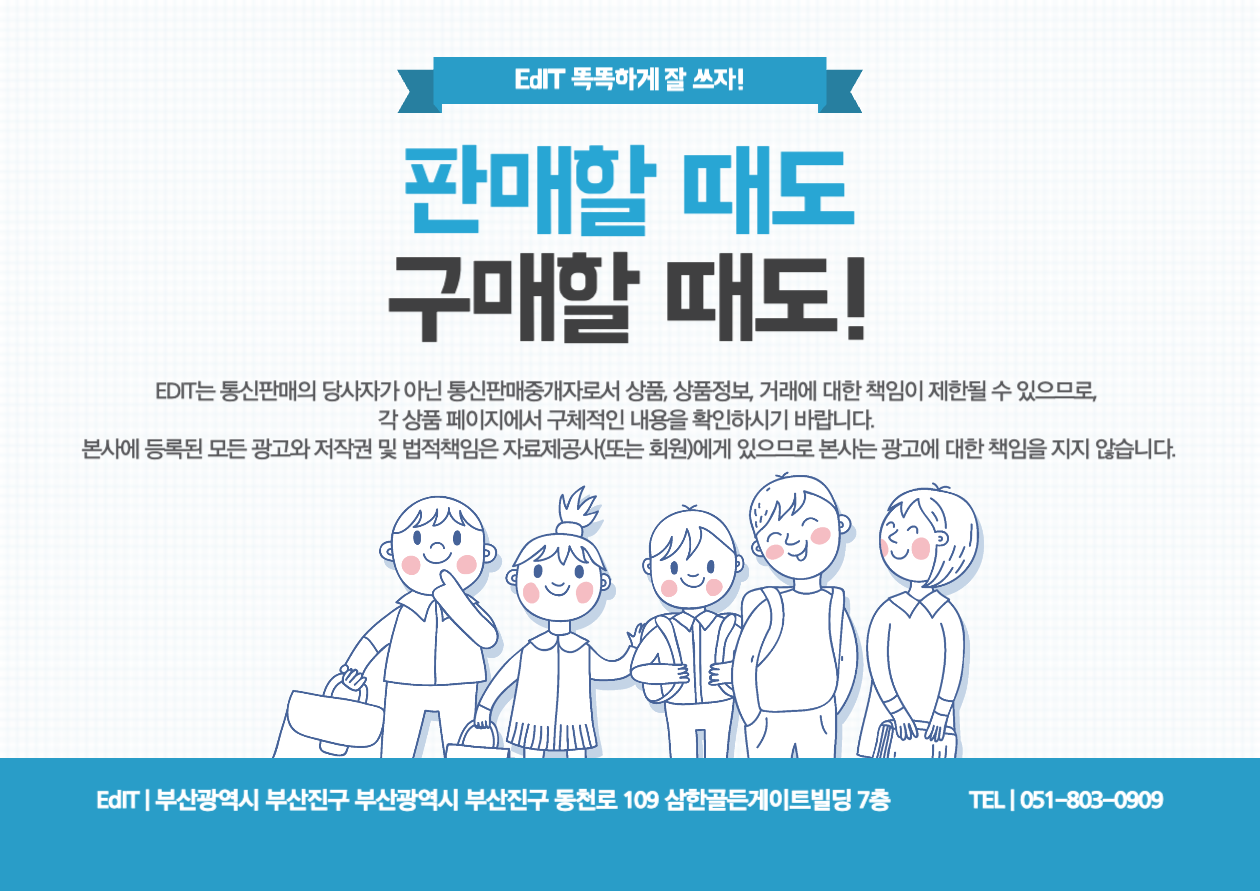 EdIT 똑똑하게 잘 쓰자!
판매할 때도
구매할 때도!
EDIT는 통신판매의 당사자가 아닌 통신판매중개자로서 상품, 상품정보, 거래에 대한 책임이 제한될 수 있으므로,
각 상품 페이지에서 구체적인 내용을 확인하시기 바랍니다.
본사에 등록된 모든 광고와 저작권 및 법적책임은 자료제공사(또는 회원)에게 있으므로 본사는 광고에 대한 책임을 지지 않습니다.
EdIT | 부산광역시 부산진구 부산광역시 부산진구 동천로 109 삼한골든게이트빌딩 7층 TEL | 051-803-0909